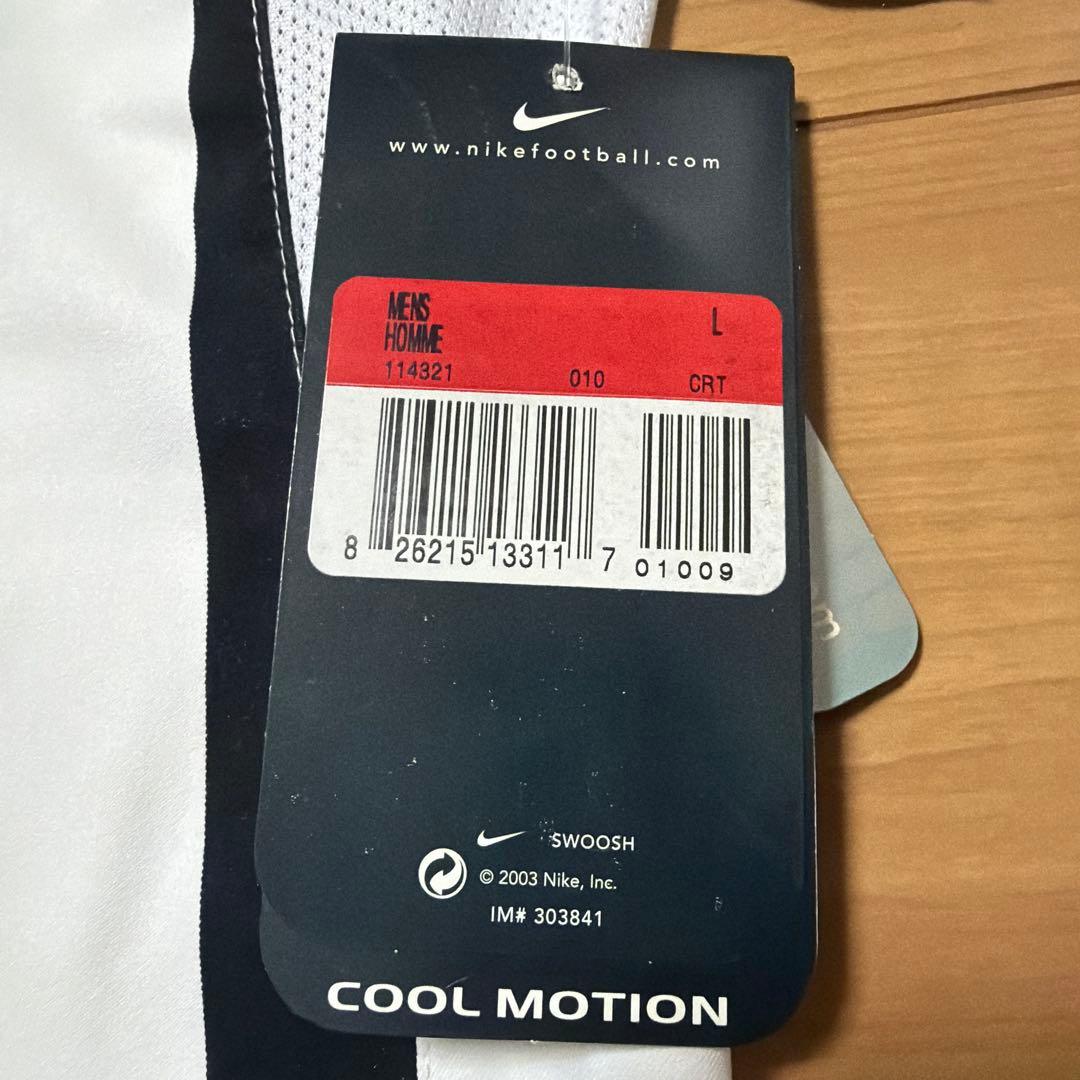 www.nikefootball.com
MENS L
HOMME
114321 010 CRT
8 26215 13311 7 01009
SWOOSH
© 2003 Nike, Inc.
IM# 303841
COOL MOTION